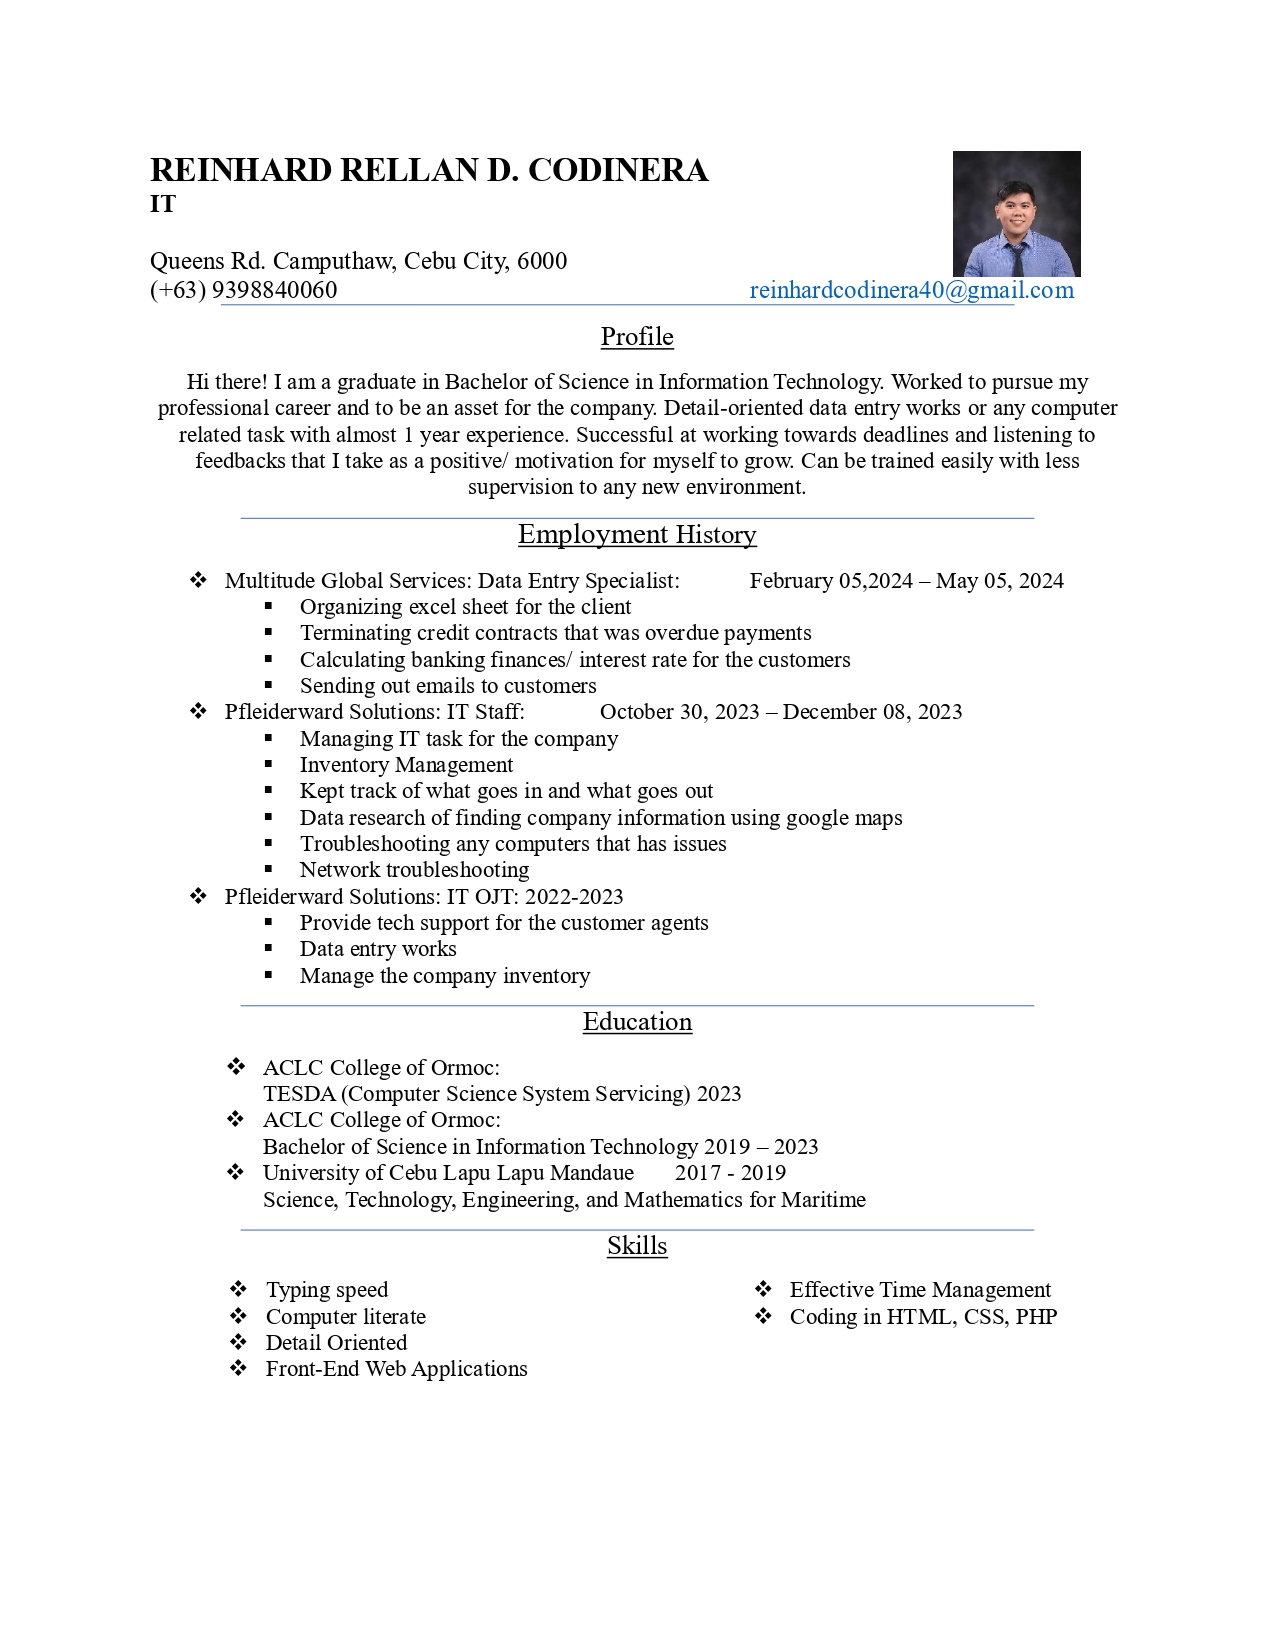 REINHARD RELLAN D. CODINERA
IT
Queens Rd. Camputhaw, Cebu City, 6000
(+63) 9398840060 reinhardcodinera40@gmail.com
Profile
Hi there! I am a graduate in Bachelor of Science in Information Technology. Worked to pursue my
professional career and to be an asset for the company. Detail-oriented data entry works or any computer
related task with almost 1 year experience. Successful at working towards deadlines and listening to
feedbacks that I take as a positive/ motivation for myself to grow. Can be trained easily with less
supervision to any new environment.
Employment History
❖ Multitude Global Services: Data Entry Specialist: February 05,2024 – May 05, 2024
▪ Organizing excel sheet for the client
▪ Terminating credit contracts that was overdue payments
▪ Calculating banking finances/ interest rate for the customers
▪ Sending out emails to customers
❖ Pfleiderward Solutions: IT Staff: October 30, 2023 – December 08, 2023
▪ Managing IT task for the company
▪ Inventory Management
▪ Kept track of what goes in and what goes out
▪ Data research of finding company information using google maps
▪ Troubleshooting any computers that has issues
▪ Network troubleshooting
❖ Pfleiderward Solutions: IT OJT: 2022-2023
▪ Provide tech support for the customer agents
▪ Data entry works
▪ Manage the company inventory
Education
❖ ACLC College of Ormoc:
TESDA (Computer Science System Servicing) 2023
❖ ACLC College of Ormoc:
Bachelor of Science in Information Technology 2019 – 2023
❖ University of Cebu Lapu Lapu Mandaue 2017 - 2019
Science, Technology, Engineering, and Mathematics for Maritime
Skills
❖ Typing speed
❖ Computer literate
❖ Detail Oriented
❖ Front-End Web Applications
❖ Effective Time Management
❖ Coding in HTML, CSS, PHP